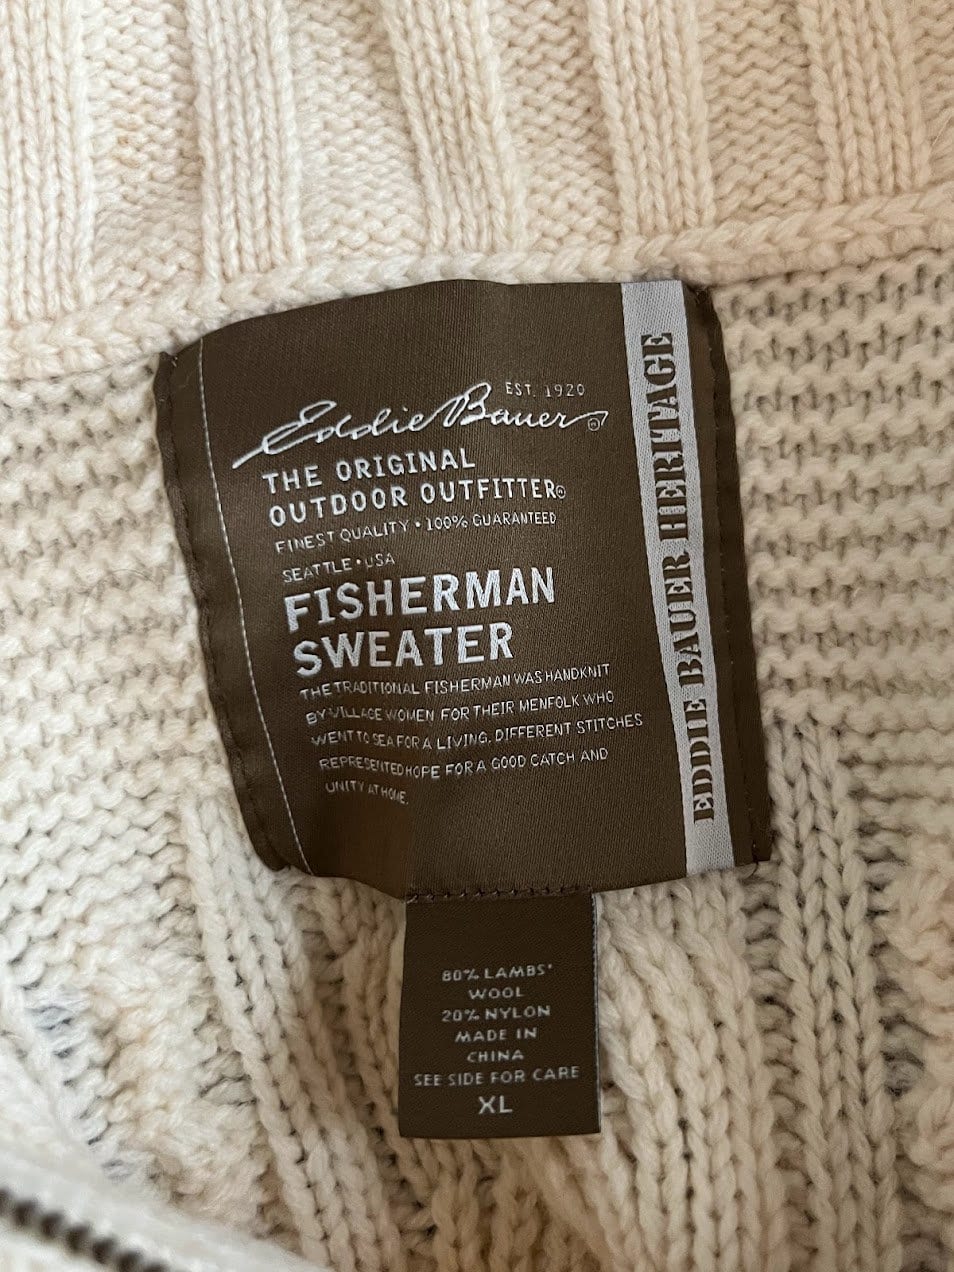 EST. 1920
Eddie Bauer®
THE ORIGINAL
OUTDOOR OUTFITTER®
FINEST QUALITY • 100% GUARANTEED
SEATTLE • USA
FISHERMAN
SWEATER
THE TRADITIONAL FISHERMAN WAS HANDKNIT
BY VILLAGE WOMEN FOR THEIR MENFOLK WHO
WENT TO SEA FOR A LIVING. DIFFERENT STITCHES
REPRESENTED HOPE FOR A GOOD CATCH AND
UNITY AT HOME.
EDDIE BAUER HERITAGE
80% LAMBS'
WOOL
20% NYLON
MADE IN
CHINA
SEE SIDE FOR CARE
XL